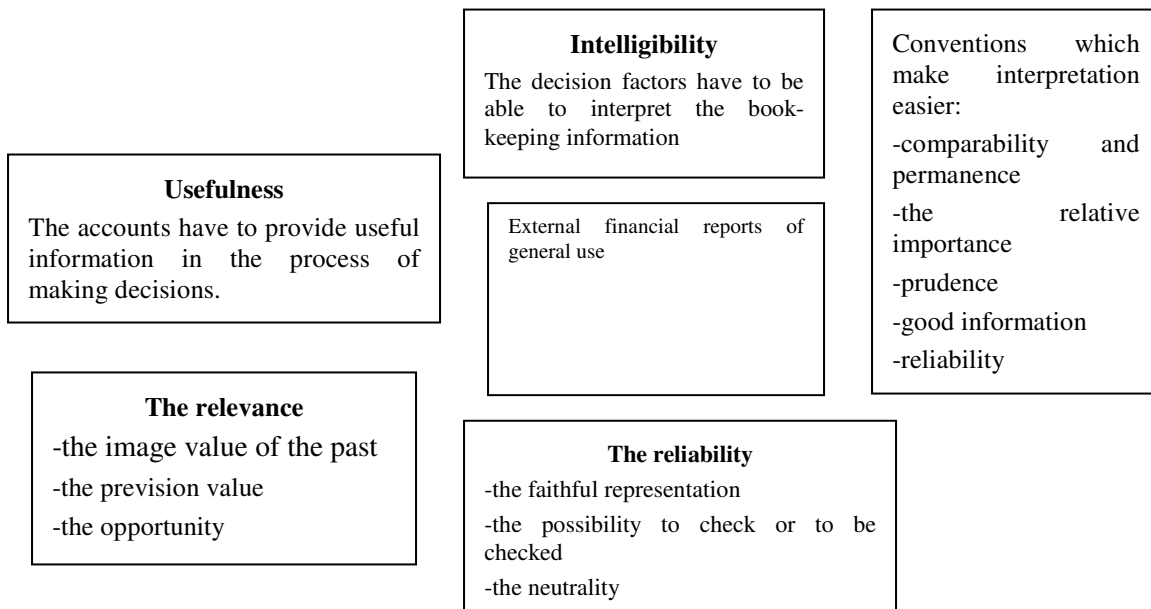 Usefulness
The accounts have to provide useful
information in the process of
making decisions.
Intelligibility
The decision factors have to be
able to interpret the book-
keeping information
External financial reports of
general use
Conventions which
make interpretation
easier:
-comparability and
permanence
-the relative
importance
-prudence
-good information
-reliability
The relevance
-the image value of the past
-the prevision value
-the opportunity
The reliability
-the faithful representation
-the possibility to check or to be
checked
-the neutrality